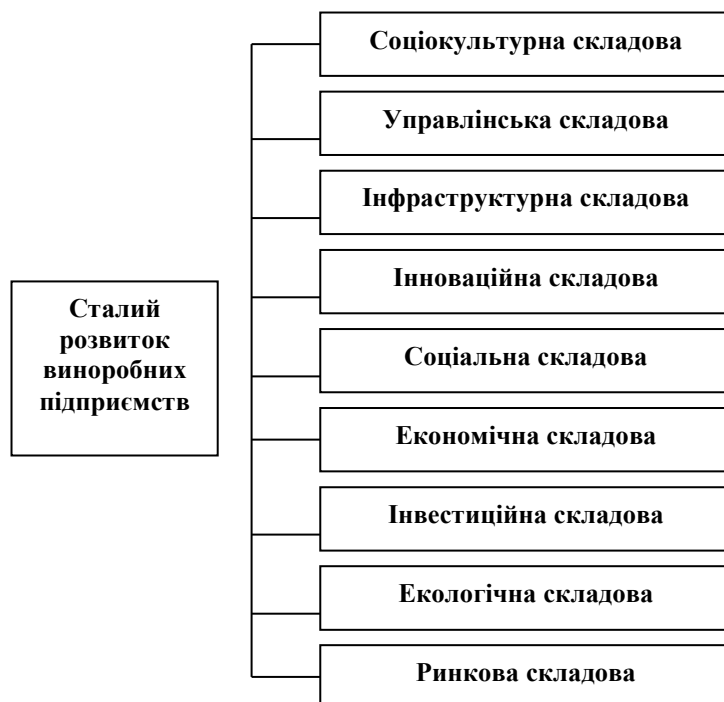 Соціокультурна складова
Управлінська складова
Інфраструктурна складова
Інноваційна складова
Сталий
розвиток
виноробних
підприємств
Соціальна складова
Економічна складова
Інвестиційна складова
Екологічна складова
Ринкова складова